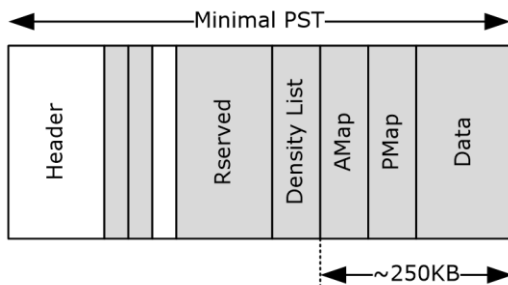 Minimal PST
Header
Rserved
Density List
AMap
PMap
Data
~250KB